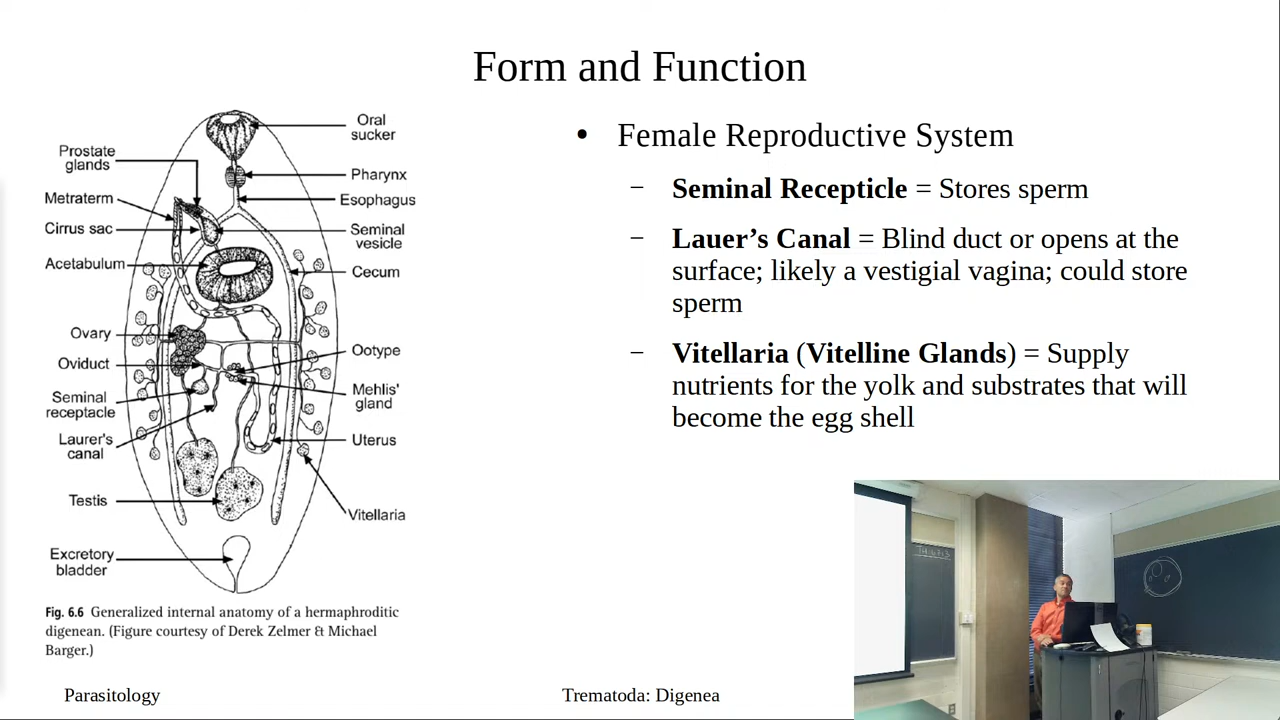 Form and Function
Oral
sucker
Prostate
glands
Pharynx
Metraterm
Esophagus
Cirrus sac
Seminal
vesicle
Acetabulum
Cecum
Ovary
Ootype
Oviduct
Mehlis'
gland
Seminal
receptacle
Laurer's
canal
Uterus
Testis
Vitellaria
Excretory
bladder
Fig. 6.6 Generalized internal anatomy of a hermaphroditic
digenean. (Figure courtesy of Derek Zelmer & Michael
Barger.)
• Female Reproductive System
– Seminal Recepticle = Stores sperm
– Lauer’s Canal = Blind duct or opens at the
surface; likely a vestigial vagina; could store
sperm
– Vitellaria (Vitelline Glands) = Supply
nutrients for the yolk and substrates that will
become the egg shell
Parasitology
Trematoda: Digenea